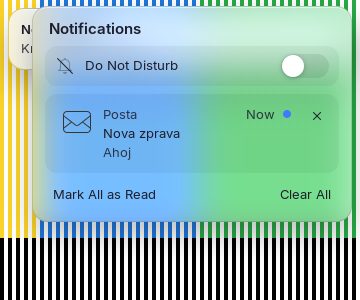 Notifications
Do Not Disturb
Posta
Now
Nova zprava
Ahoj
Mark All as Read
Clear All